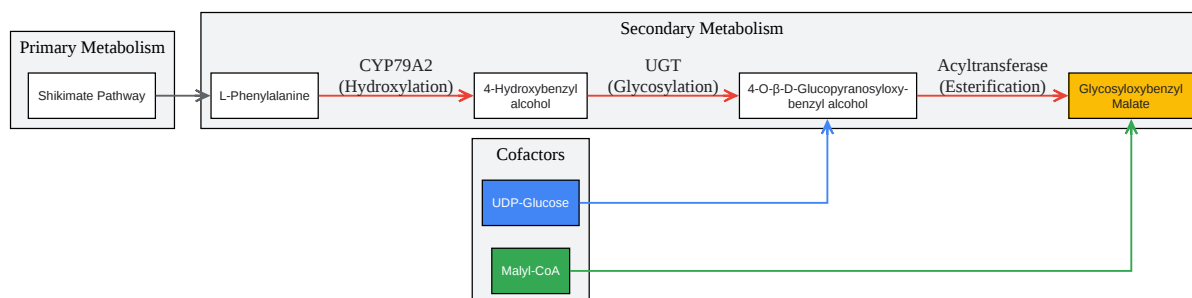 Primary Metabolism
Shikimate Pathway
Secondary Metabolism
L-Phenylalanine
CYP79A2
(Hydroxylation)
4-Hydroxybenzyl
alcohol
UGT
(Glycosylation)
4-O-β-D-Glucopyranosyloxy-
benzyl alcohol
Acyltransferase
(Esterification)
Glycosyloxybenzyl
Malate
Cofactors
UDP-Glucose
Malyl-CoA